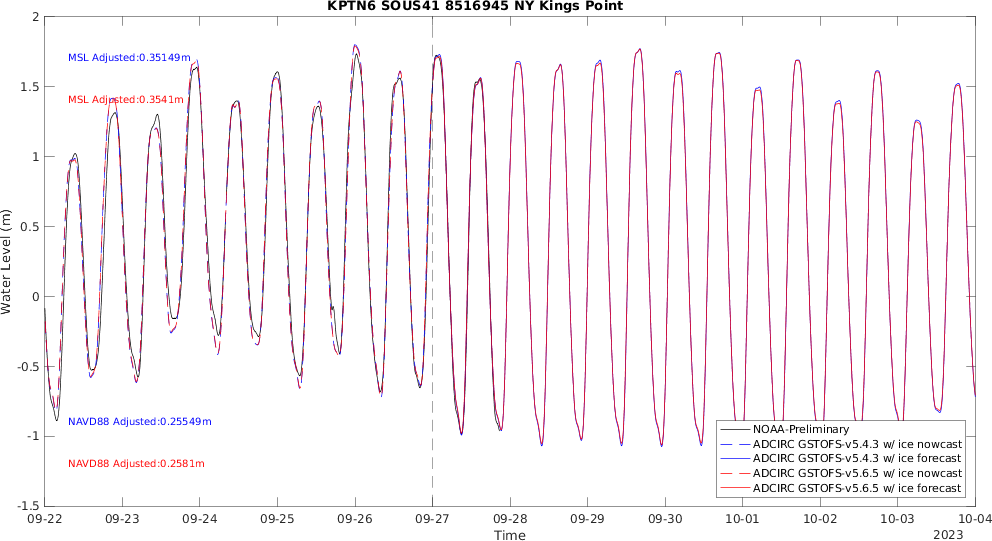 KPTN6 SOUS41 8516945 NY Kings Point
2
1.5
1
0.5
0
-0.5
-1
-1.5
Water Level (m)
MSL Adjusted:0.35149m
MSL Adjusted:0.3541m
NAVD88 Adjusted:0.25549m
NAVD88 Adjusted:0.2581m
NOAA-Preliminary
ADCIRC GSTOFS-v5.4.3 w/ ice nowcast
ADCIRC GSTOFS-v5.4.3 w/ ice forecast
ADCIRC GSTOFS-v5.6.5 w/ ice nowcast
ADCIRC GSTOFS-v5.6.5 w/ ice forecast
09-22 09-23 09-24 09-25 09-26 09-27 09-28 09-29 09-30 10-01 10-02 10-03 10-04
Time
2023